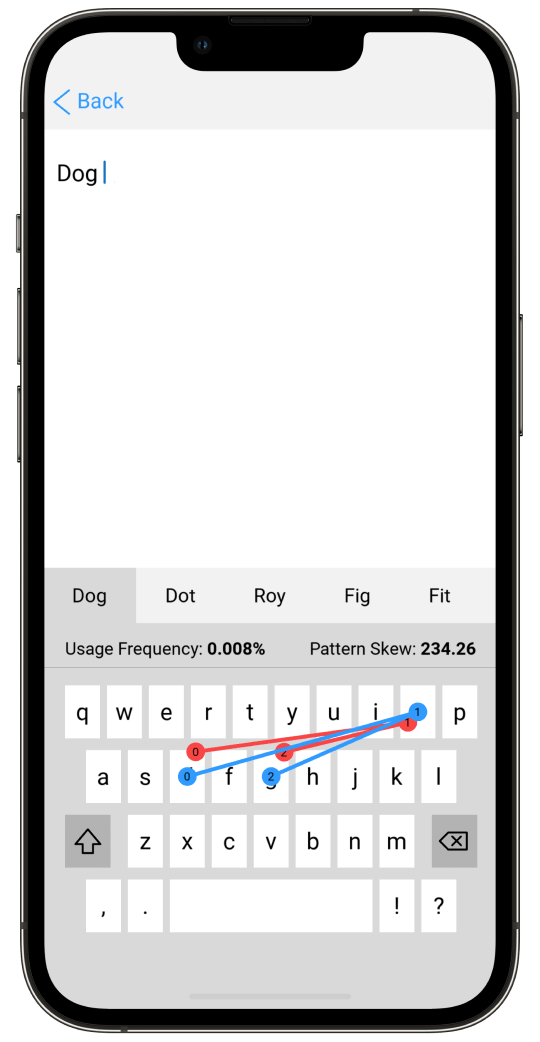 Back
Dog
Dog Dot Roy Fig Fit
Usage Frequency: 0.008% Pattern Skew: 234.26
q w e r t y u i 1 p
1
0 2
a s 0 f g 2 h j k l
z x c v b n m
, . ! ?